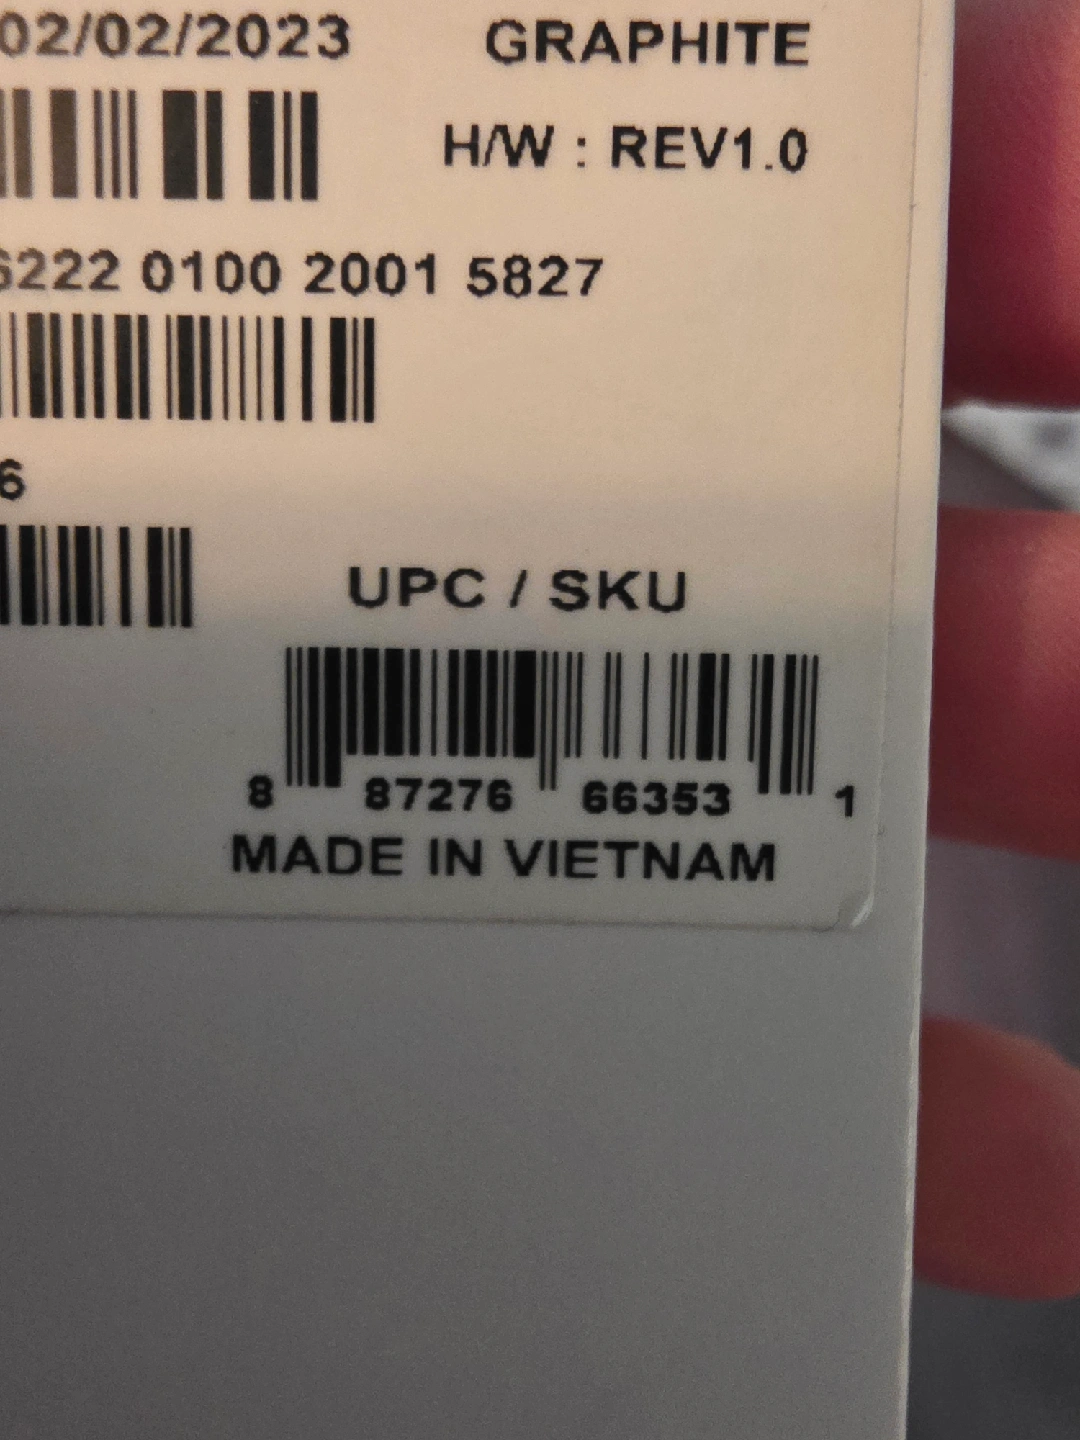 02/02/2023 GRAPHITE
H/W : REV1.0
6222 0100 2001 5827
6
UPC / SKU
8 87276 66353 1
MADE IN VIETNAM